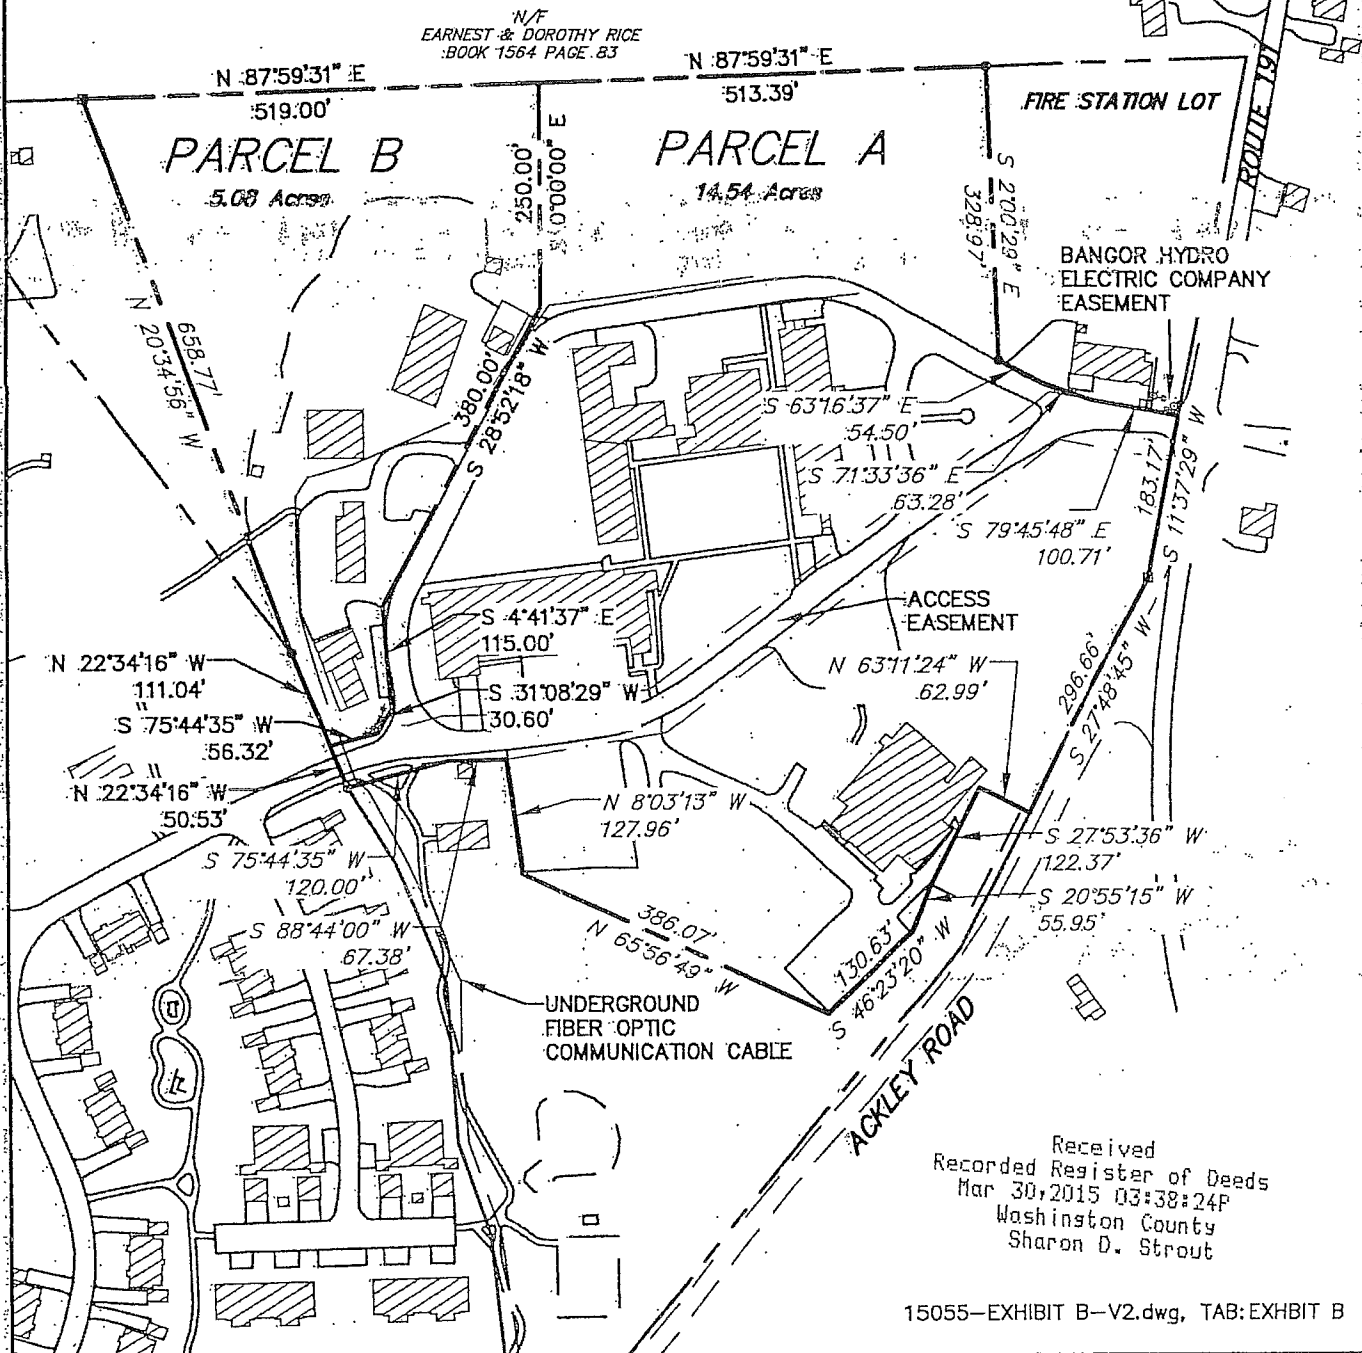 N/F
EARNEST & DOROTHY RICE
BOOK 1564 PAGE 83
N 87°59'31" E
519.00'
N 87°59'31" E
513.39'
FIRE STATION LOT
ROUTE 191
PARCEL B
5.08 Acres
PARCEL A
14.54 Acres
250.00'
S 0°00'00" E
S 2°00'29" E
328.97'
BANGOR HYDRO
ELECTRIC COMPANY
EASEMENT
658.77'
N 20°34'56" W
380.00'
S 28°52'18" W
S 63°16'37" E
54.50'
S 71°33'36" E
63.28'
S 79°45'48" E
100.71'
183.17'
S 11°37'29" W
ACCESS
EASEMENT
S 4°41'37" E
115.00'
N 22°34'16" W
111.04'
S 31°08'29" W
30.60'
N 63°11'24" W
62.99'
296.66'
S 27°48'45" W
S 75°44'35" W
56.32'
N 22°34'16" W
50.53'
N 8°03'13" W
127.96'
S 27°53'36" W
122.37'
S 75°44'35" W
120.00'
S 20°55'15" W
55.95'
S 88°44'00" W
67.38'
386.07'
N 65°56'49" W
130.63'
S 46°23'20" W
UNDERGROUND
FIBER OPTIC
COMMUNICATION CABLE
ACKLEY ROAD
Received
Recorded Register of Deeds
Mar 30,2015 03:38:24P
Washington County
Sharon D. Strout
15055-EXHIBIT B-V2.dwg, TAB:EXHBIT B